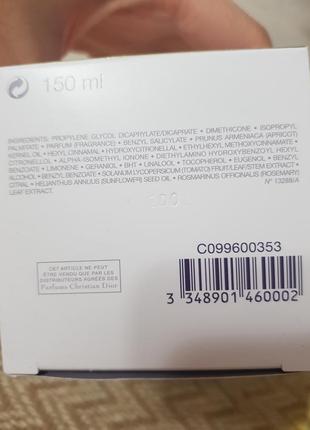 150 ml
INGREDIENTS: PROPYLENE GLYCOL DICAPRYLATE/DICAPRATE • DIMETHICONE • ISOPROPYL
PALMITATE • PARFUM (FRAGRANCE) • BENZYL SALICYLATE • PRUNUS ARMENIACA (APRICOT)
KERNEL OIL • HEXYL CINNAMAL • HYDROXYCITRONELLAL • ETHYLHEXYL METHOXYCINNAMATE •
CITRONELLOL • ALPHA-ISOMETHYL IONONE • DIETHYLAMINO HYDROXYBENZOYL HEXYL
BENZOATE • LIMONENE • GERANIOL • BHT • LINALOOL • TOCOPHEROL • EUGENOL • BENZYL
ALCOHOL • BENZYL BENZOATE • SOLANUM LYCOPERSICUM (TOMATO) FRUIT/LEAF/STEM EXTRACT •
CITRAL • HELIANTHUS ANNUUS (SUNFLOWER) SEED OIL • ROSMARINUS OFFICINALIS (ROSEMARY)
LEAF EXTRACT.
N° 13288/A
C099600353
CET ARTICLE NE PEUT
ÊTRE VENDU QUE PAR LES
DISTRIBUTEURS AGRÉÉS DES
Parfums Christian Dior
3 348901 460002